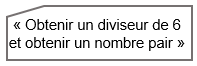 « Obtenir un diviseur de 6
et obtenir un nombre pair »